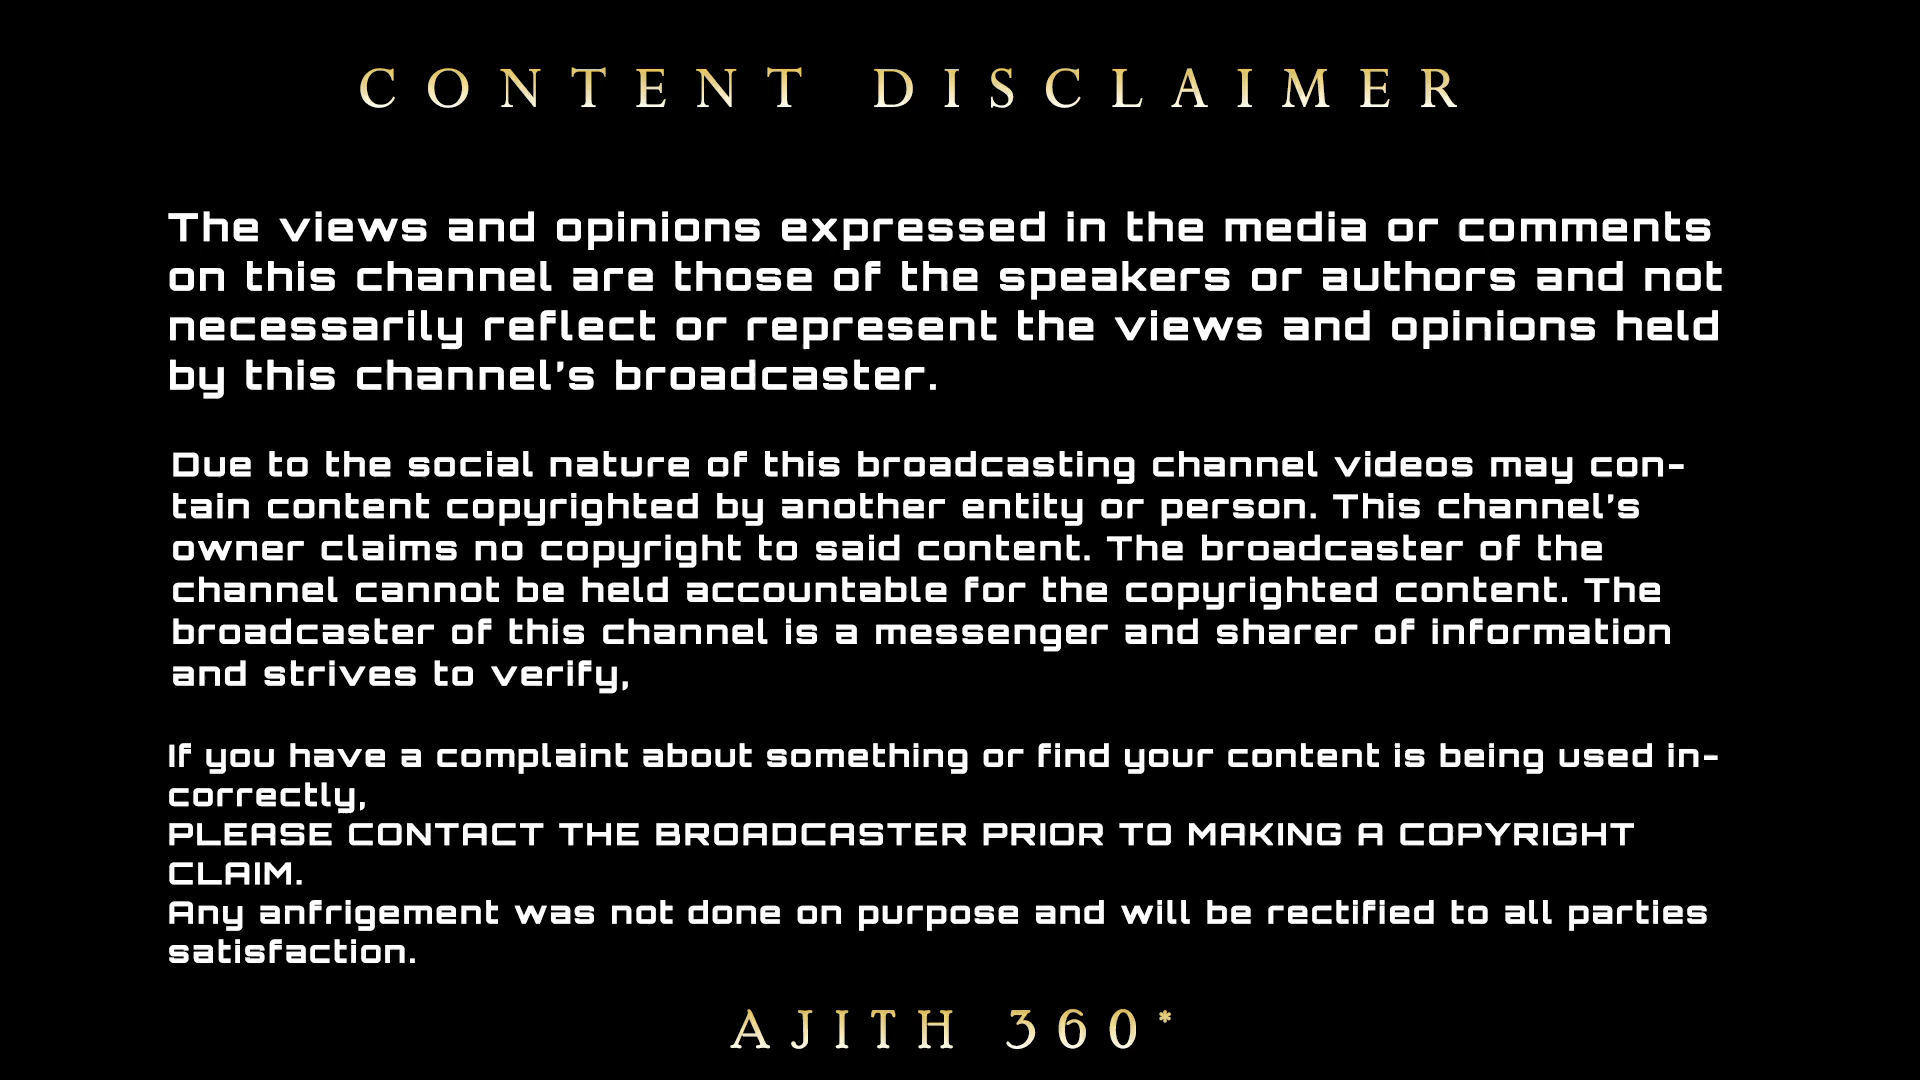 CONTENT DISCLAIMER
The views and opinions expressed in the media or comments
on this channel are those of the speakers or authors and not
necessarily reflect or represent the views and opinions held
by this channel's broadcaster.
Due to the social nature of this broadcasting channel videos may con-
tain content copyrighted by another entity or person. This channel's
owner claims no copyright to said content. The broadcaster of the
channel cannot be held accountable for the copyrighted content. The
broadcaster of this channel is a messenger and sharer of information
and strives to verify,
If you have a complaint about something or find your content is being used in-
correctly,
PLEASE CONTACT THE BROADCASTER PRIOR TO MAKING A COPYRIGHT
CLAIM.
Any anfrigement was not done on purpose and will be rectified to all parties
satisfaction.
AJITH 360*